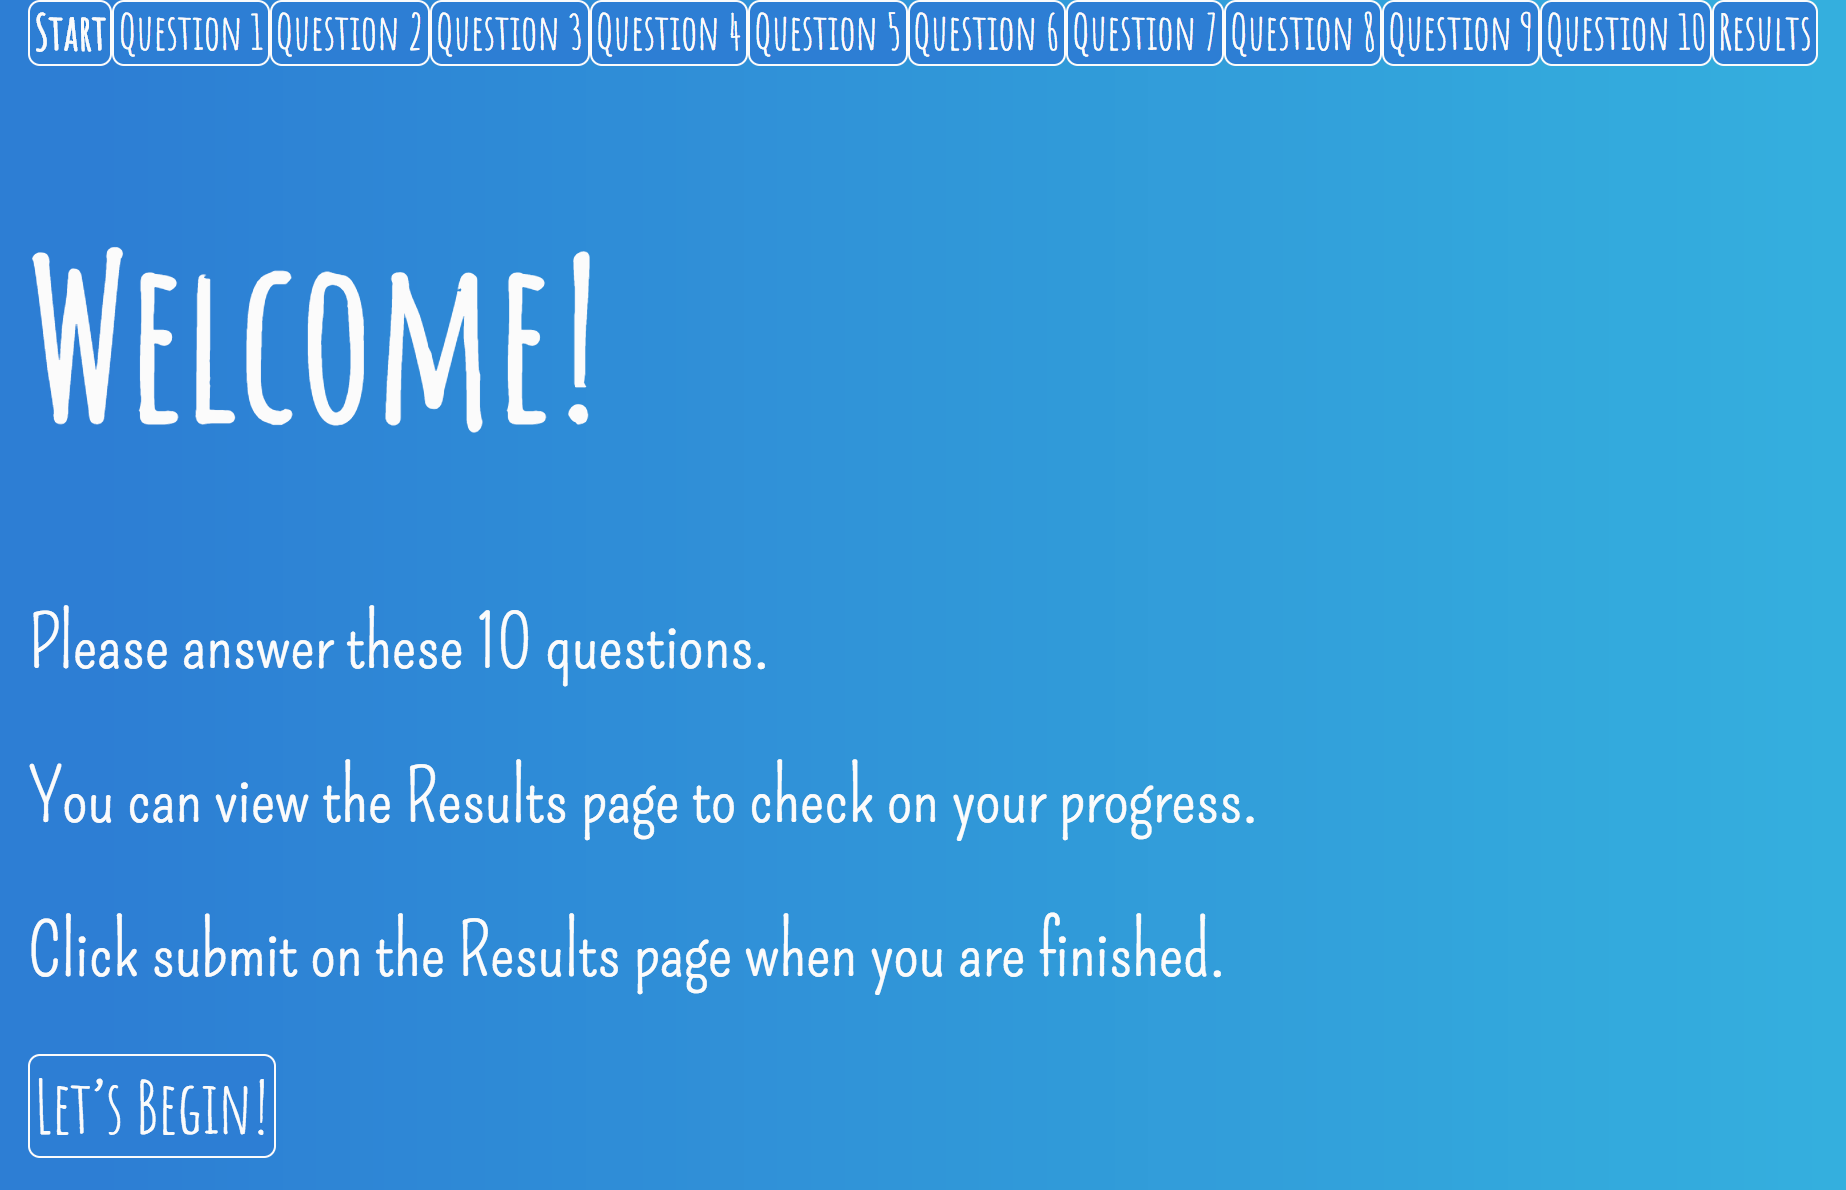 Start Question 1 Question 2 Question 3 Question 4 Question 5 Question 6 Question 7 Question 8 Question 9 Question 10 Results
Welcome!
Please answer these 10 questions.
You can view the Results page to check on your progress.
Click submit on the Results page when you are finished.
Let's Begin!